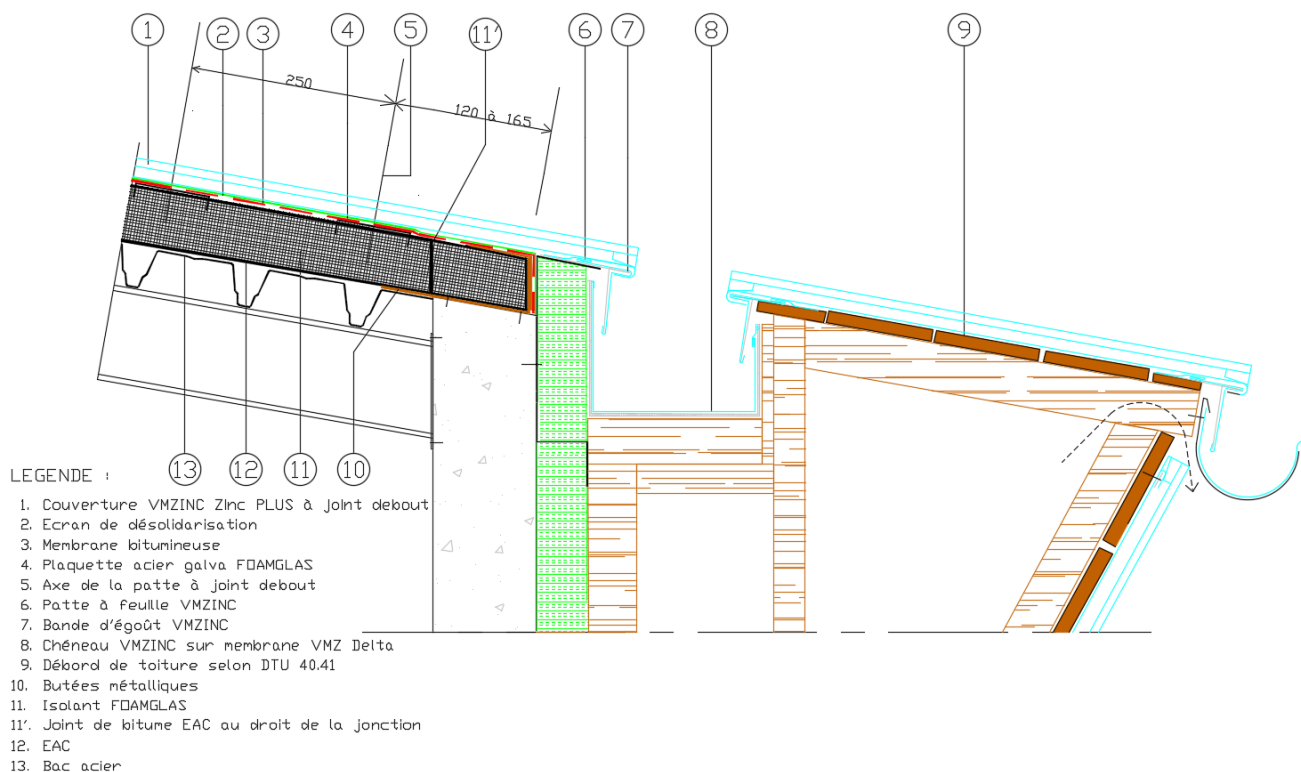 1 2 3 4 5 11' 6 7 8 9
250
120 à 165
13 12 11 10
LEGENDE :
1. Couverture VMZINC Zinc PLUS à joint debout
2. Ecran de désolidarisation
3. Membrane bitumineuse
4. Plaquette acier galva FOAMGLAS
5. Axe de la patte à joint debout
6. Patte à feuille VMZINC
7. Bande d'égoût VMZINC
8. Chéneau VMZINC sur membrane VMZ Delta
9. Débord de toiture selon DTU 40.41
10. Butées métalliques
11. Isolant FOAMGLAS
11'. Joint de bitume EAC au droit de la jonction
12. EAC
13. Bac acier